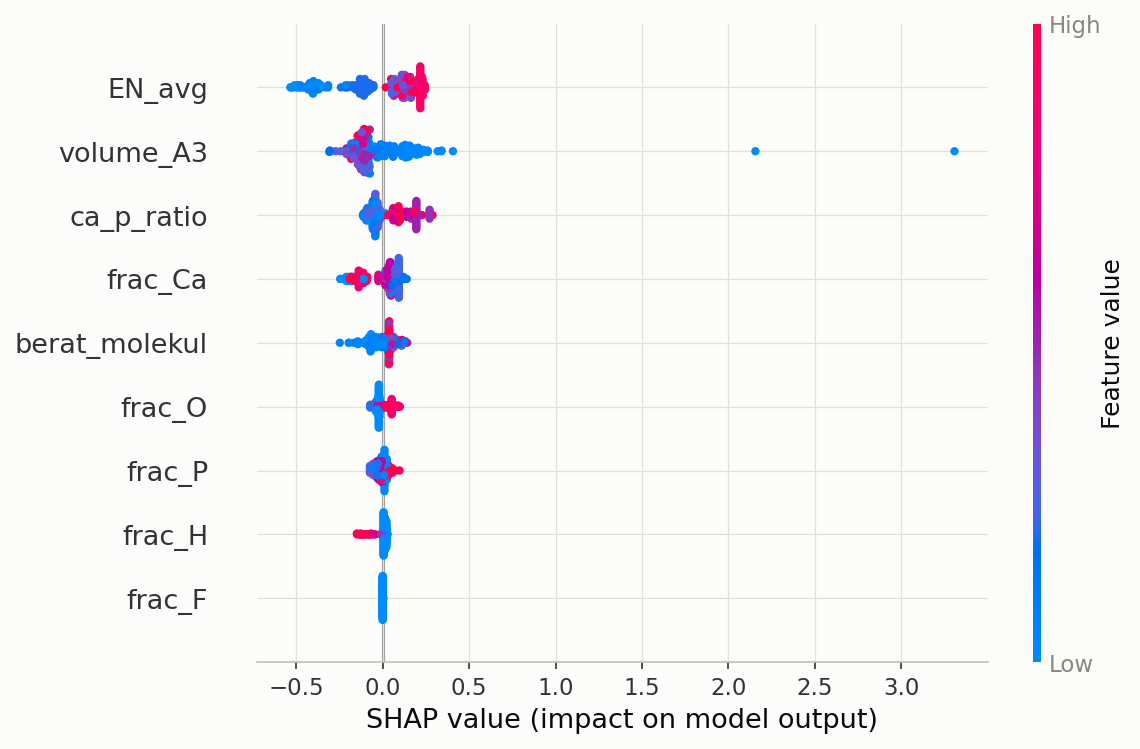 High
EN_avg
volume_A3
ca_p_ratio
frac_Ca
berat_molekul
frac_O
frac_P
frac_H
frac_F
Feature value
Low
−0.5 0.0 0.5 1.0 1.5 2.0 2.5 3.0
SHAP value (impact on model output)